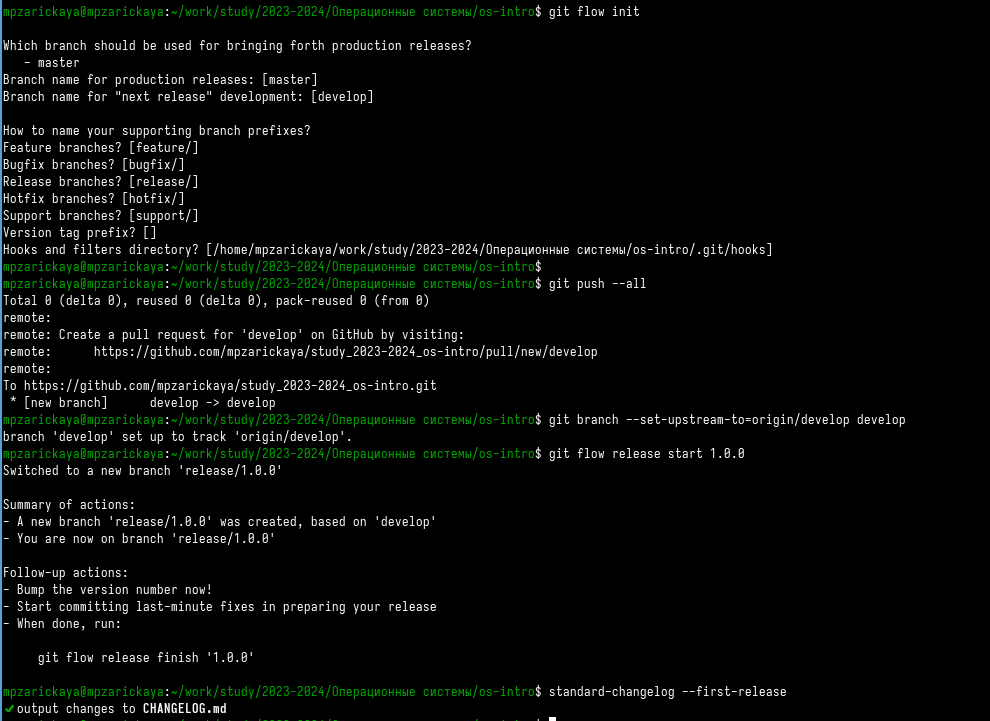 mpzarickaya@mpzarickaya:~/work/study/2023-2024/Операционные системы/os-intro$ git flow init
Which branch should be used for bringing forth production releases?
   - master
Branch name for production releases: [master]
Branch name for "next release" development: [develop]
How to name your supporting branch prefixes?
Feature branches? [feature/]
Bugfix branches? [bugfix/]
Release branches? [release/]
Hotfix branches? [hotfix/]
Support branches? [support/]
Version tag prefix? []
Hooks and filters directory? [/home/mpzarickaya/work/study/2023-2024/Операционные системы/os-intro/.git/hooks]
mpzarickaya@mpzarickaya:~/work/study/2023-2024/Операционные системы/os-intro$
mpzarickaya@mpzarickaya:~/work/study/2023-2024/Операционные системы/os-intro$ git push --all
Total 0 (delta 0), reused 0 (delta 0), pack-reused 0 (from 0)
remote:
remote: Create a pull request for 'develop' on GitHub by visiting:
remote:      https://github.com/mpzarickaya/study_2023-2024_os-intro/pull/new/develop
remote:
To https://github.com/mpzarickaya/study_2023-2024_os-intro.git
 * [new branch]      develop -> develop
mpzarickaya@mpzarickaya:~/work/study/2023-2024/Операционные системы/os-intro$ git branch --set-upstream-to=origin/develop develop
branch 'develop' set up to track 'origin/develop'.
mpzarickaya@mpzarickaya:~/work/study/2023-2024/Операционные системы/os-intro$ git flow release start 1.0.0
Switched to a new branch 'release/1.0.0'
Summary of actions:
- A new branch 'release/1.0.0' was created, based on 'develop'
- You are now on branch 'release/1.0.0'
Follow-up actions:
- Bump the version number now!
- Start committing last-minute fixes in preparing your release
- When done, run:
     git flow release finish '1.0.0'
mpzarickaya@mpzarickaya:~/work/study/2023-2024/Операционные системы/os-intro$ standard-changelog --first-release
✔ output changes to CHANGELOG.md